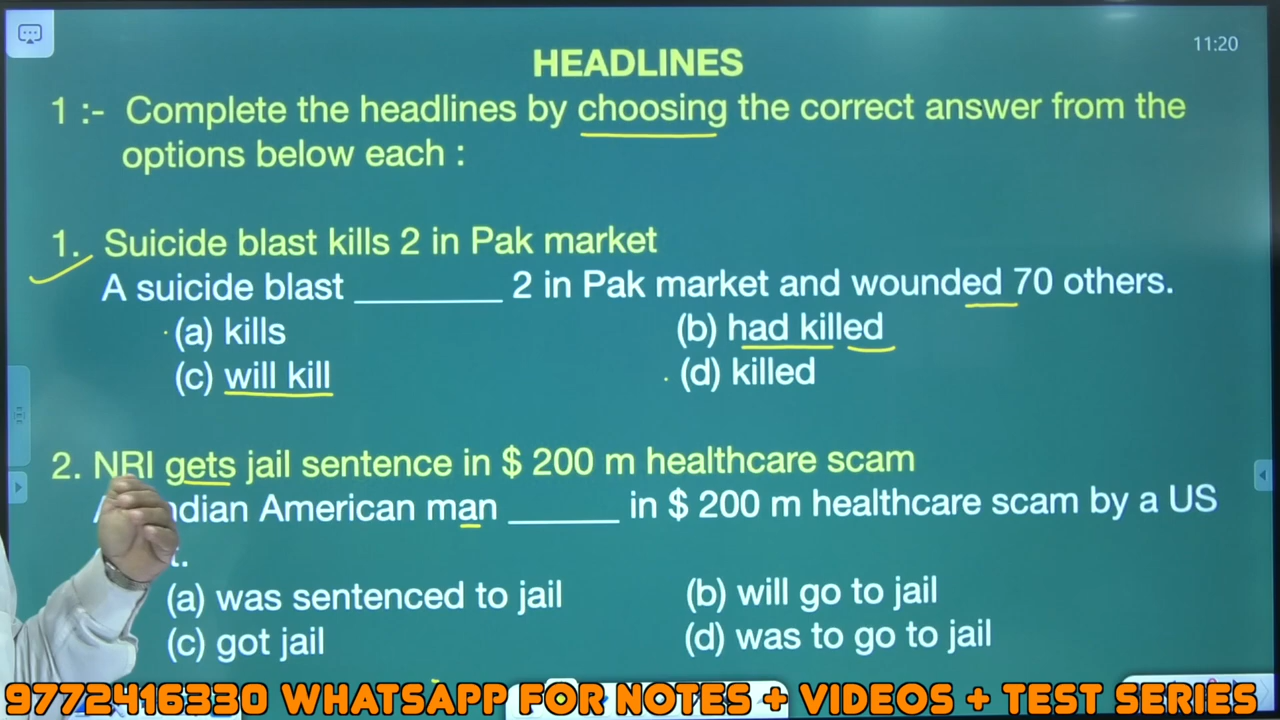 11:20
HEADLINES
1 :- Complete the headlines by choosing the correct answer from the
options below each :
1. Suicide blast kills 2 in Pak market
A suicide blast ________ 2 in Pak market and wounded 70 others.
(a) kills (b) had killed
(c) will kill (d) killed
2. NRI gets jail sentence in $ 200 m healthcare scam
American man ______ in $ 200 m healthcare scam by a US
(a) was sentenced to jail (b) will go to jail
(c) got jail (d) was to go to jail
9772416330 WHATSAPP FOR NOTES + VIDEOS + TEST SERIES